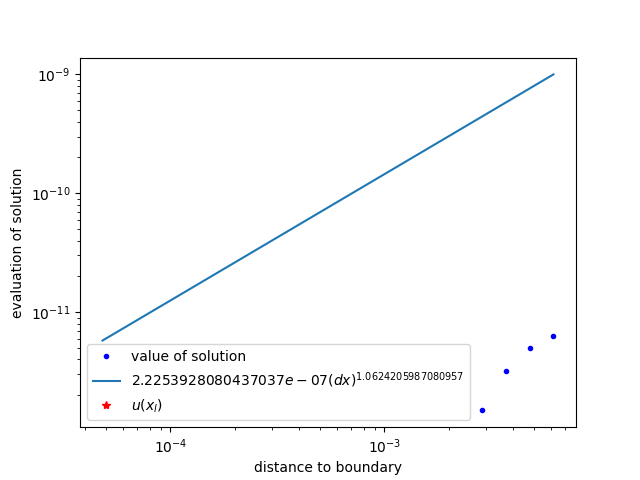 10⁻⁹
10⁻¹⁰
10⁻¹¹
evaluation of solution
value of solution
2.2253928080437037e − 07(dx)^1.0624205987080957
u(x_l)
10⁻⁴
10⁻³
distance to boundary